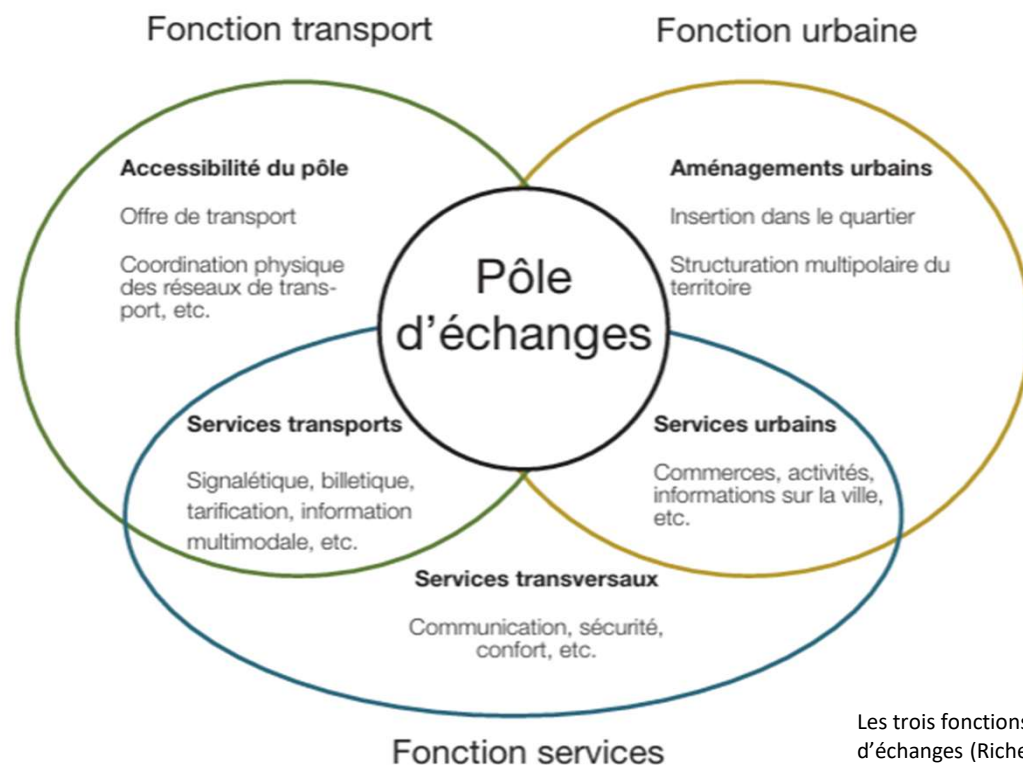 Fonction transport
Fonction urbaine
Accessibilité du pôle
Offre de transport
Coordination physique
des réseaux de trans-
port, etc.
Aménagements urbains
Insertion dans le quartier
Structuration multipolaire du
territoire
Pôle
d'échanges
Services transports
Signalétique, billetique,
tarification, information
multimodale, etc.
Services urbains
Commerces, activités,
informations sur la ville,
etc.
Services transversaux
Communication, sécurité,
confort, etc.
Fonction services
Les trois fonctions
d'échanges (Riche